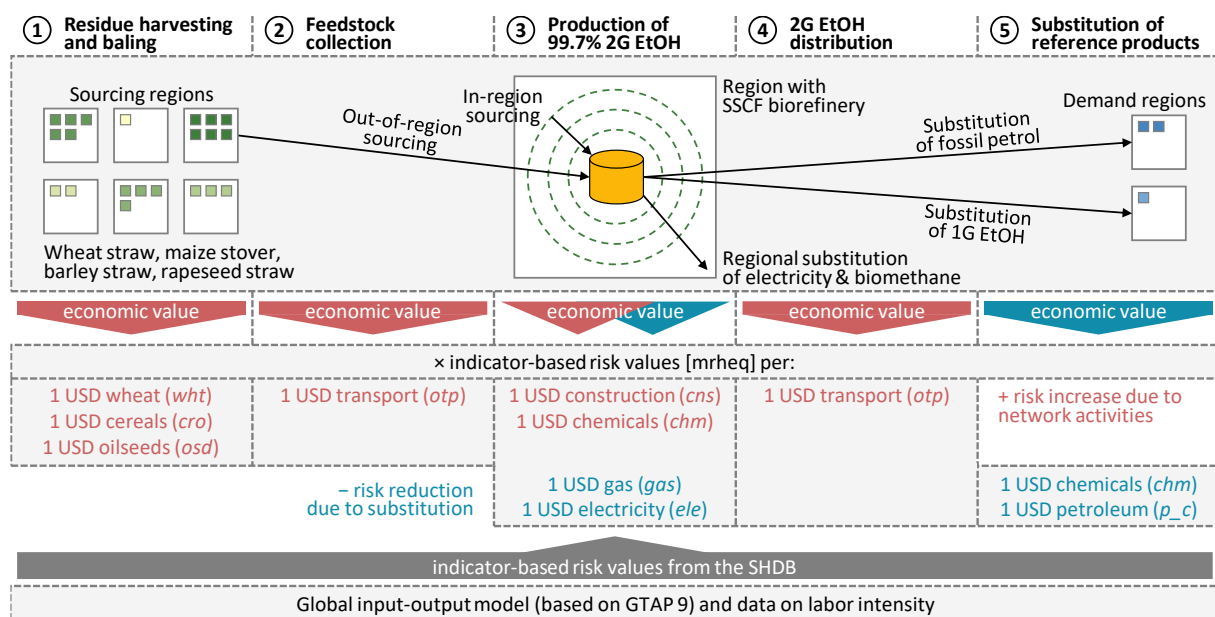 1 Residue harvesting
and baling
2 Feedstock
collection
3 Production of
99.7% 2G EtOH
4 2G EtOH
distribution
5 Substitution of
reference products
Sourcing regions
Out-of-region
sourcing
In-region
sourcing
Region with
SSCF biorefinery
Demand regions
Substitution
of fossil petrol
Substitution
of 1G EtOH
Wheat straw, maize stover,
barley straw, rapeseed straw
Regional substitution
of electricity & biomethane
economic value
economic value
economic value
economic value
economic value
× indicator-based risk values [mrheq] per:
1 USD wheat (wht)
1 USD cereals (cro)
1 USD oilseeds (osd)
1 USD transport (otp)
1 USD construction (cns)
1 USD chemicals (chm)
1 USD transport (otp)
+ risk increase due to
network activities
− risk reduction
due to substitution
1 USD gas (gas)
1 USD electricity (ele)
1 USD chemicals (chm)
1 USD petroleum (p_c)
indicator-based risk values from the SHDB
Global input-output model (based on GTAP 9) and data on labor intensity